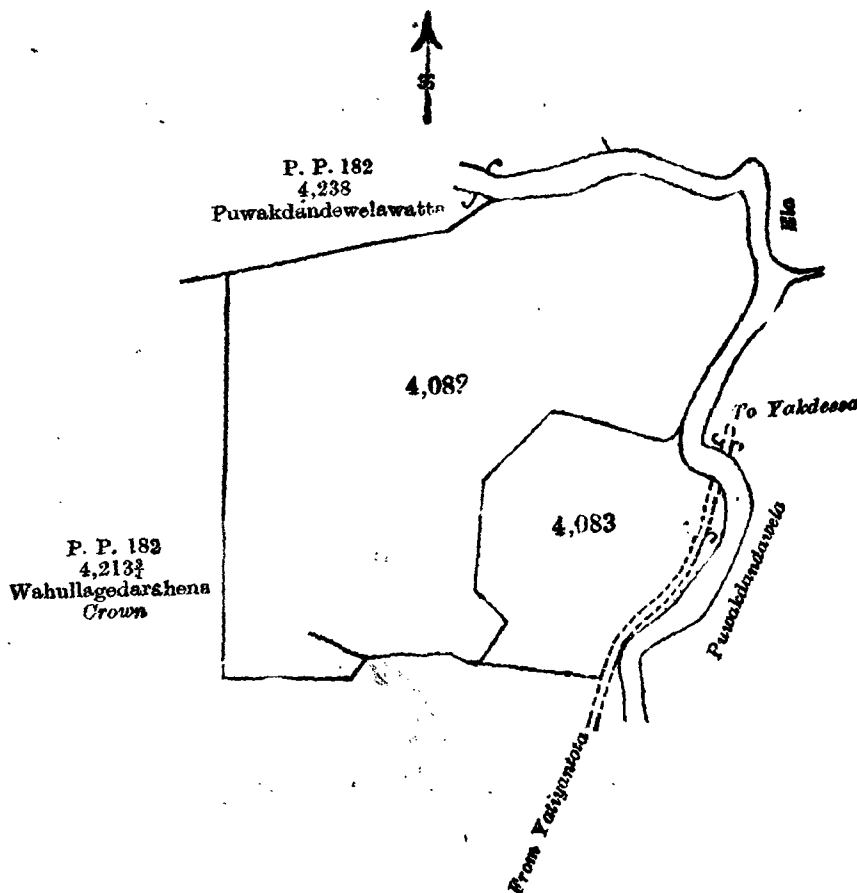 P. P. 182
4,238
Puwakdandewelawatta
Ela
4,082
To Yakdessa
4,083
P. P. 182
4,213¾
Wahullagedarahena
Crown
Puwakdandawela
From Yatiyantota